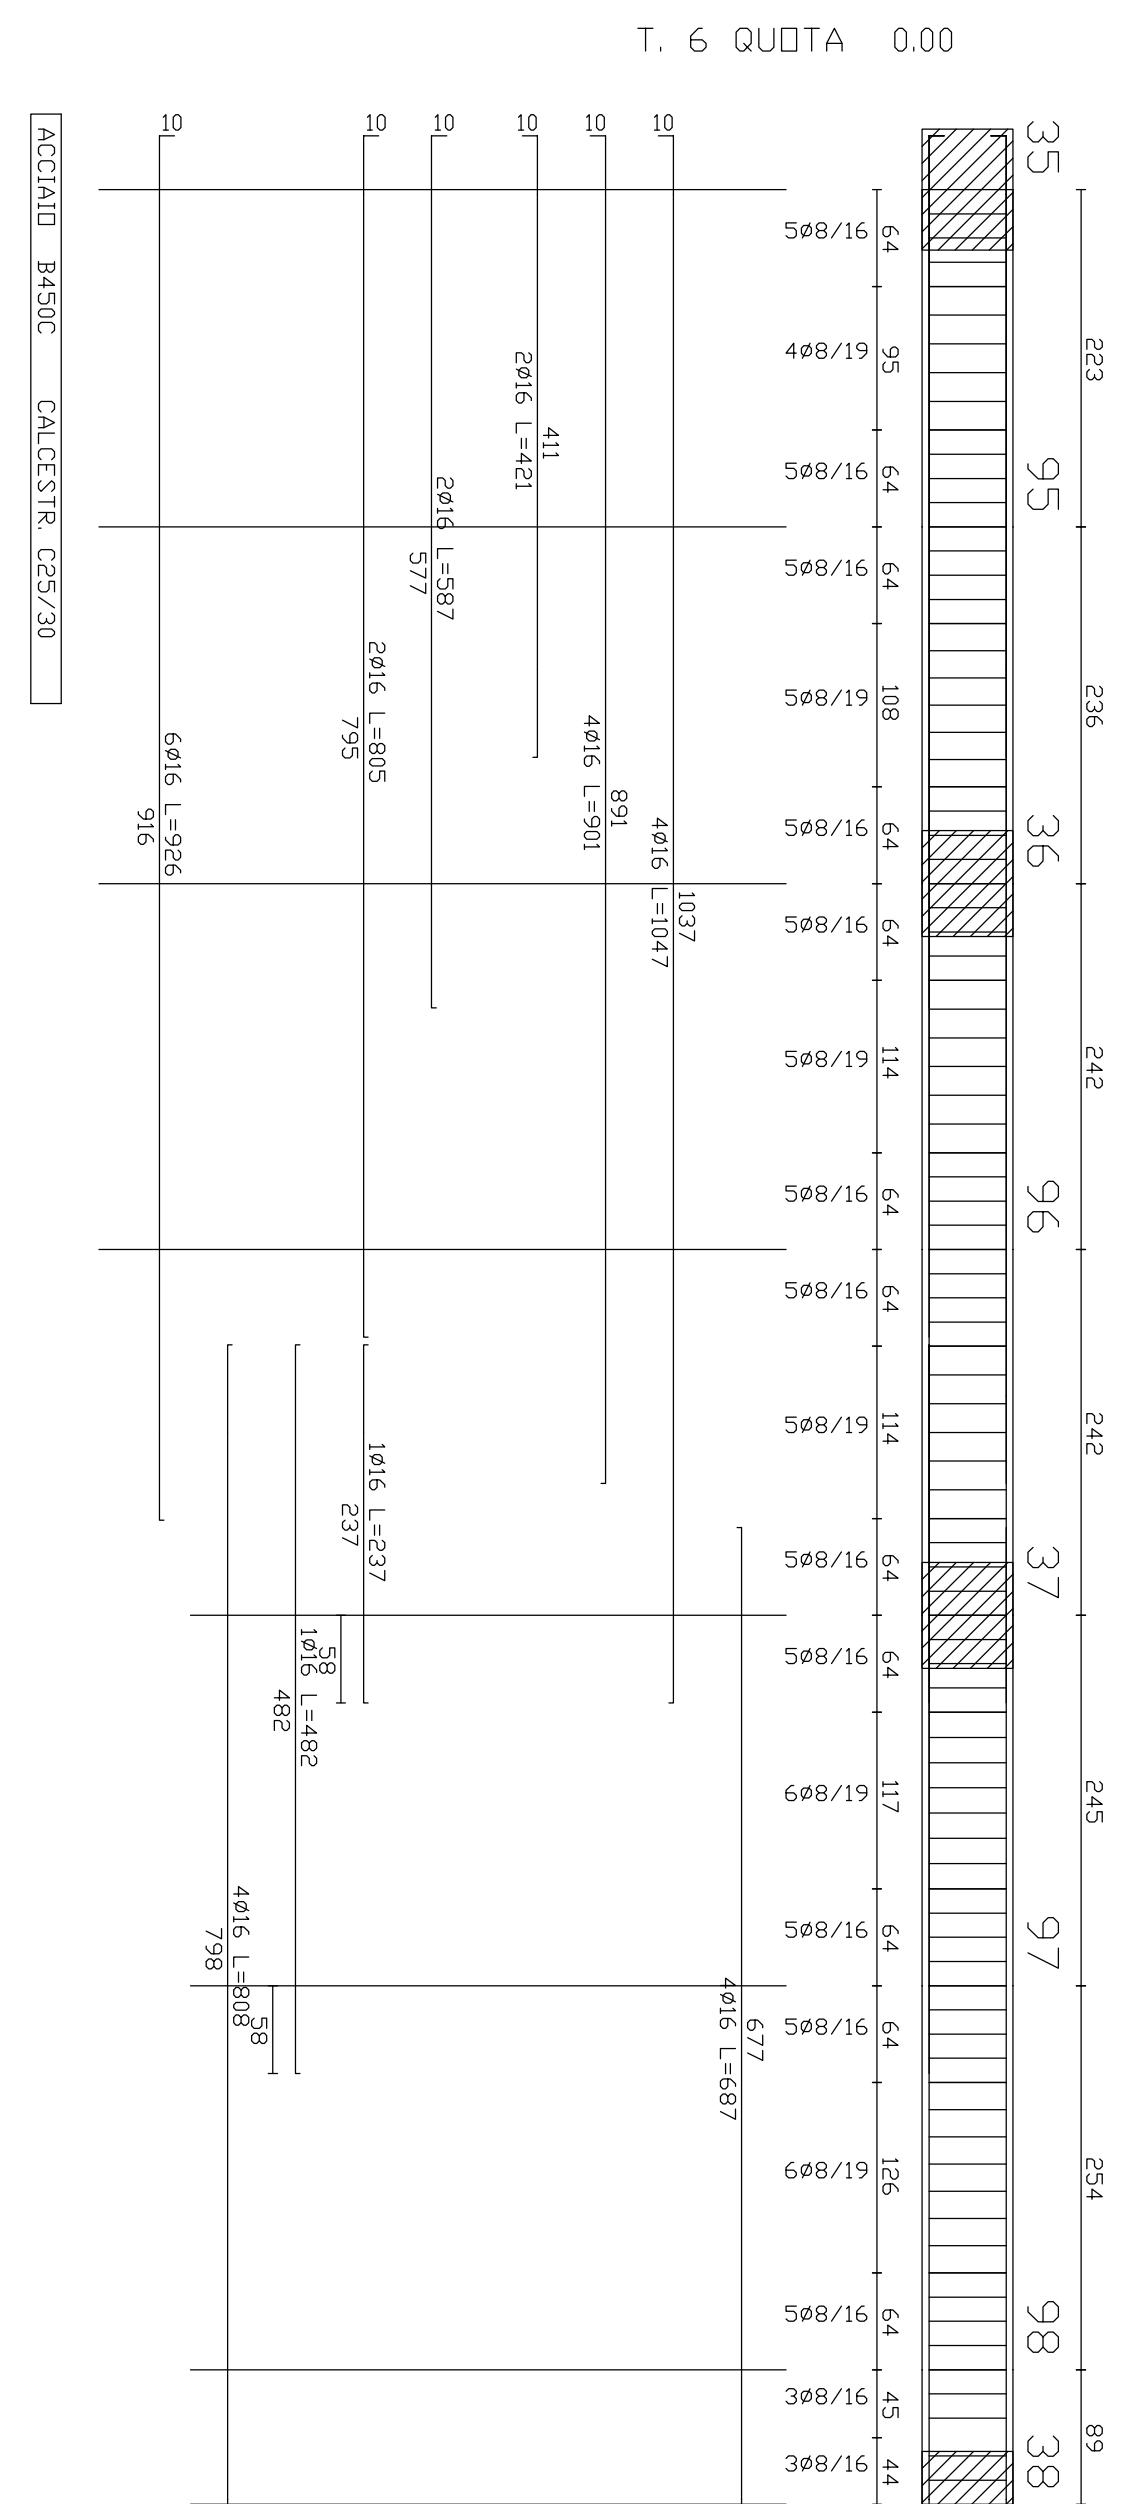 T. 6 QUOTA 0.00
35
95
36
96
37
97
98
38
223
236
242
242
245
254
89
64
95
64
64
108
64
64
114
64
64
114
64
64
117
64
64
126
64
45
44
5ø8/16
4ø8/19
5ø8/16
5ø8/16
5ø8/19
5ø8/16
5ø8/16
5ø8/19
5ø8/16
5ø8/16
5ø8/19
5ø8/16
5ø8/16
6ø8/19
5ø8/16
5ø8/16
6ø8/19
5ø8/16
3ø8/16
3ø8/16
677
4ø16 L=687
10
1037
4ø16 L=1047
10
891
4ø16 L=901
10
411
2ø16 L=421
10
2ø16 L=587
577
10
2ø16 L=805
795
1ø16 L=237
237
58
1ø16 L=482
482
58
4ø16 L=808
798
10
6ø16 L=926
916
ACCIAIO B450C CALCESTR. C25/30